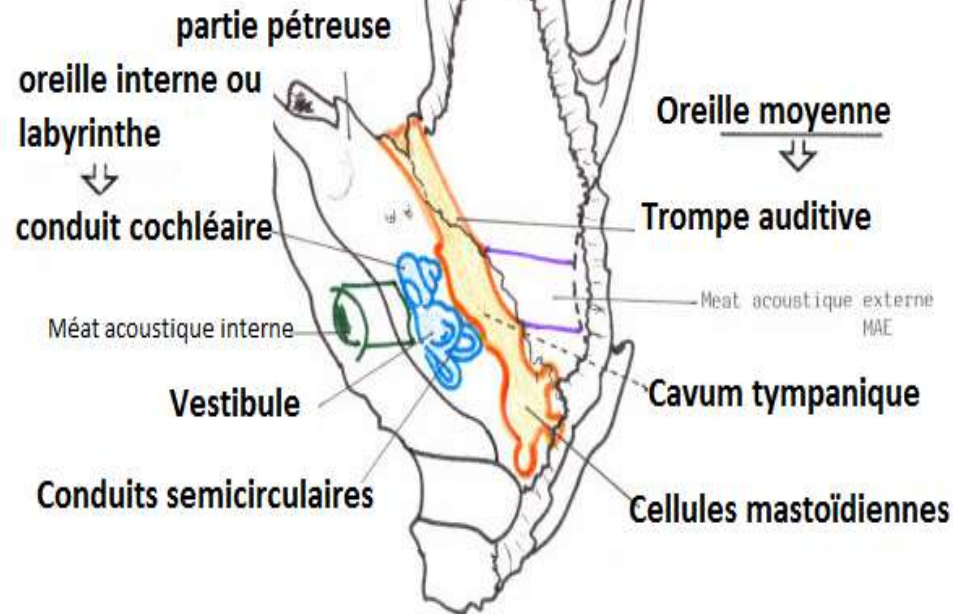 partie pétreuse
oreille interne ou
labyrinthe
conduit cochléaire
Méat acoustique interne
Vestibule
Conduits semicirculaires
Oreille moyenne
Trompe auditive
Meat acoustique externe
MAE
Cavum tympanique
Cellules mastoïdiennes